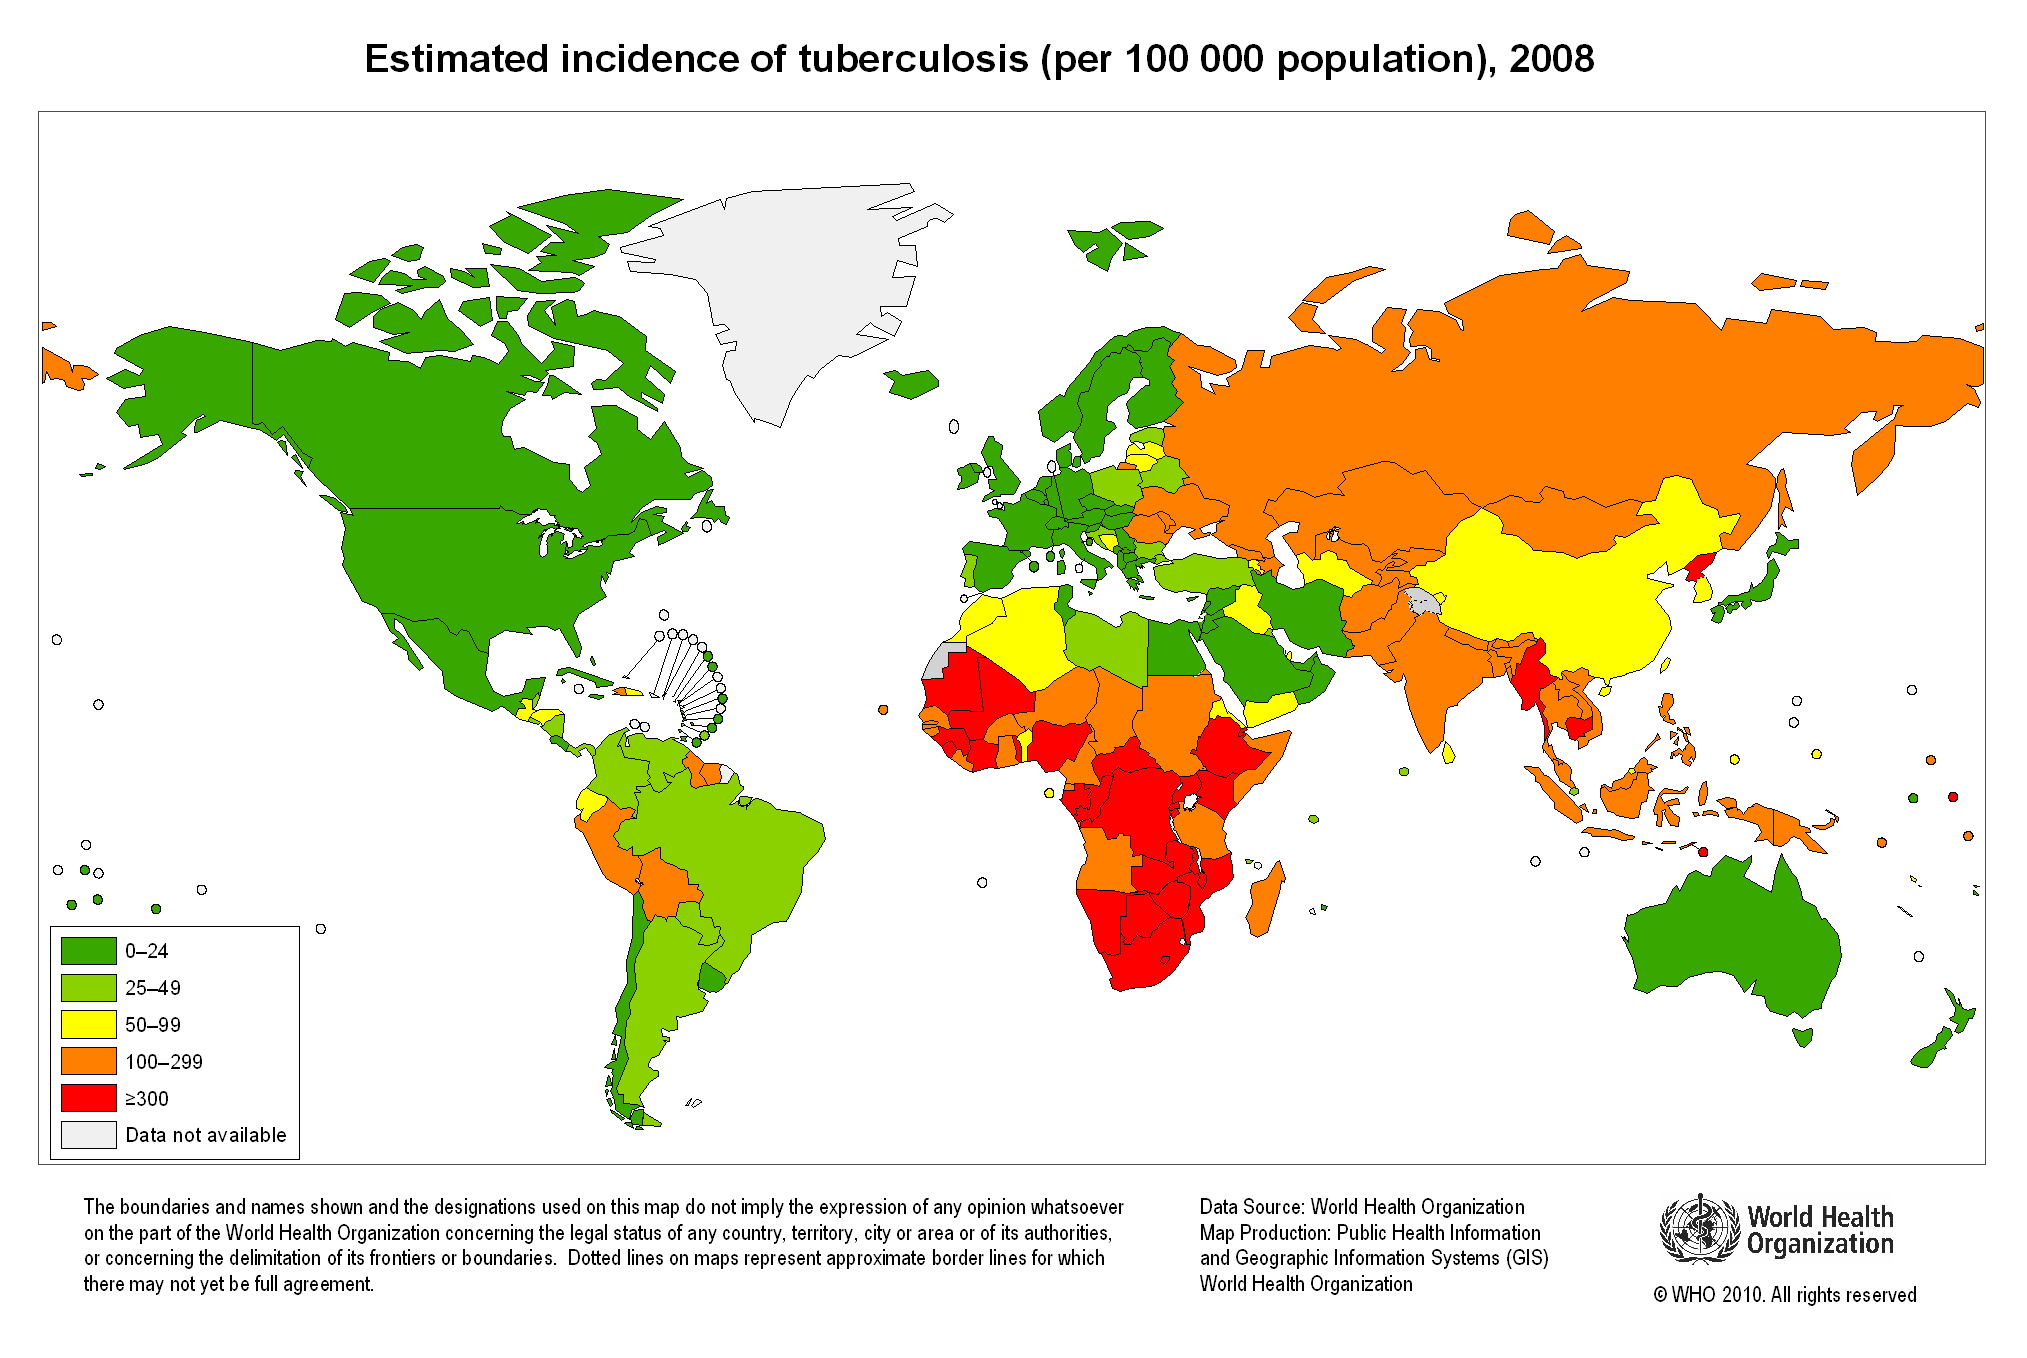 Estimated incidence of tuberculosis (per 100 000 population), 2008
0–24
25–49
50–99
100–299
≥300
Data not available
The boundaries and names shown and the designations used on this map do not imply the expression of any opinion whatsoever
on the part of the World Health Organization concerning the legal status of any country, territory, city or area or of its authorities,
or concerning the delimitation of its frontiers or boundaries.  Dotted lines on maps represent approximate border lines for which
there may not yet be full agreement.
Data Source: World Health Organization
Map Production: Public Health Information
and Geographic Information Systems (GIS)
World Health Organization
World Health
Organization
© WHO 2010. All rights reserved